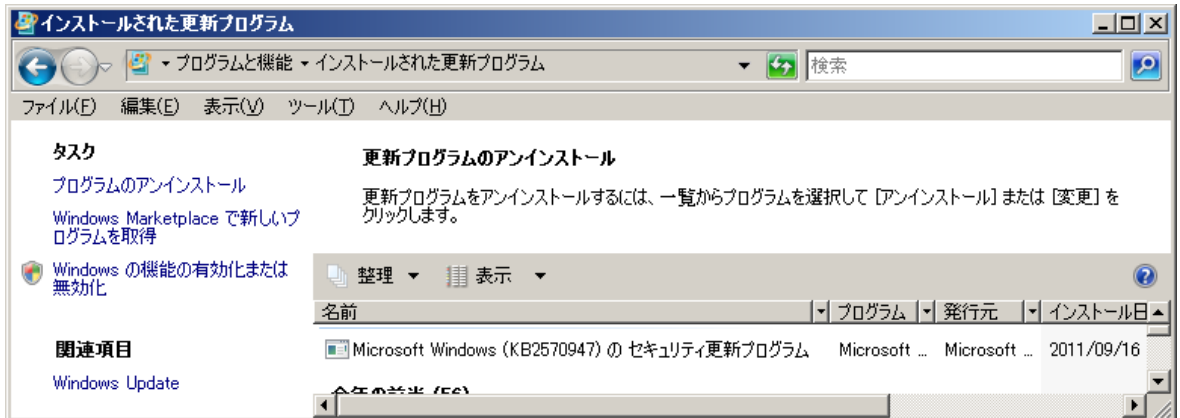 インストールされた更新プログラム
プログラムと機能 インストールされた更新プログラム 検索
ファイル(F) 編集(E) 表示(V) ツール(T) ヘルプ(H)
タスク
プログラムのアンインストール
Windows Marketplace で新しいプ
ログラムを取得
Windows の機能の有効化または
無効化
関連項目
Windows Update
更新プログラムのアンインストール
更新プログラムをアンインストールするには、一覧からプログラムを選択して [アンインストール] または [変更] を
クリックします。
整理 表示
名前 プログラム 発行元 インストール日
Microsoft Windows (KB2570947) の セキュリティ更新プログラム Microsoft ... Microsoft ... 2011/09/16